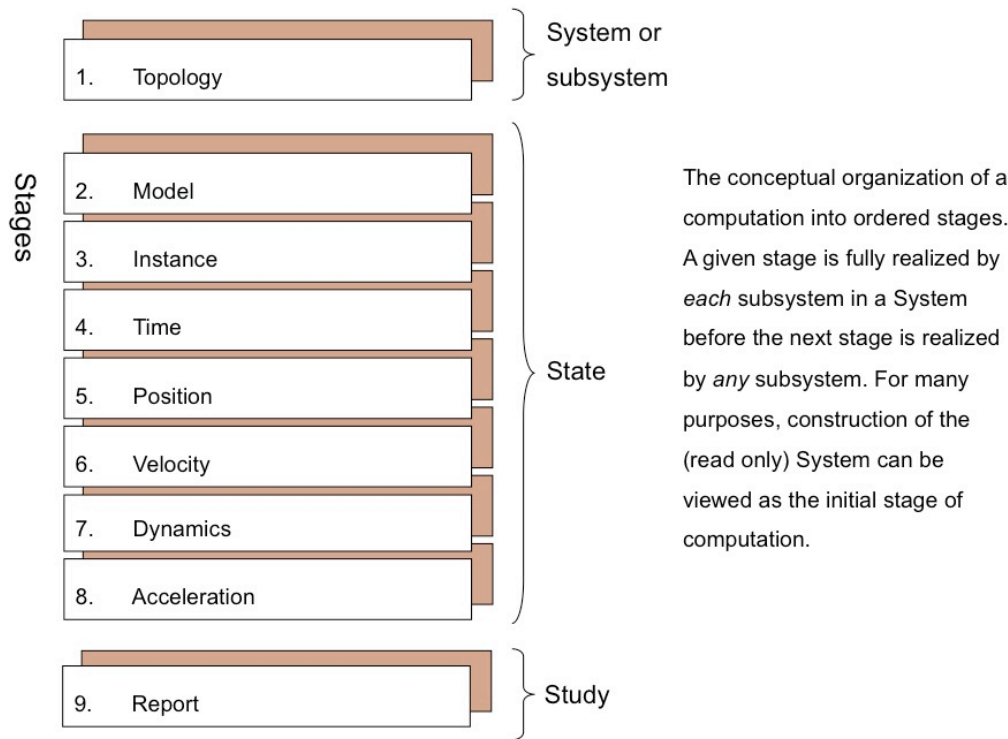 System or
subsystem
1. Topology
Stages
2. Model
3. Instance
4. Time
5. Position
6. Velocity
7. Dynamics
8. Acceleration
State
The conceptual organization of a
computation into ordered stages.
A given stage is fully realized by
each subsystem in a System
before the next stage is realized
by any subsystem. For many
purposes, construction of the
(read only) System can be
viewed as the initial stage of
computation.
9. Report
Study